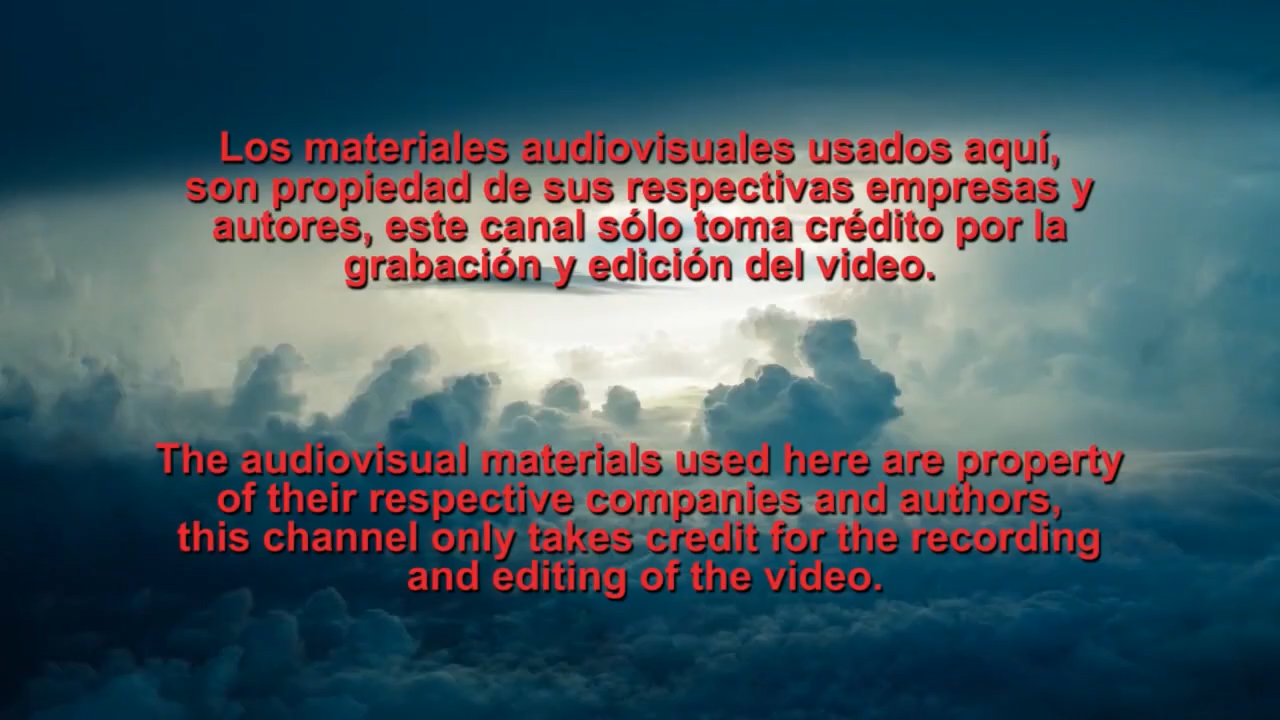 Los materiales audiovisuales usados aquí,
son propiedad de sus respectivas empresas y
autores, este canal sólo toma crédito por la
grabación y edición del video.
The audiovisual materials used here are property
of their respective companies and authors,
this channel only takes credit for the recording
and editing of the video.